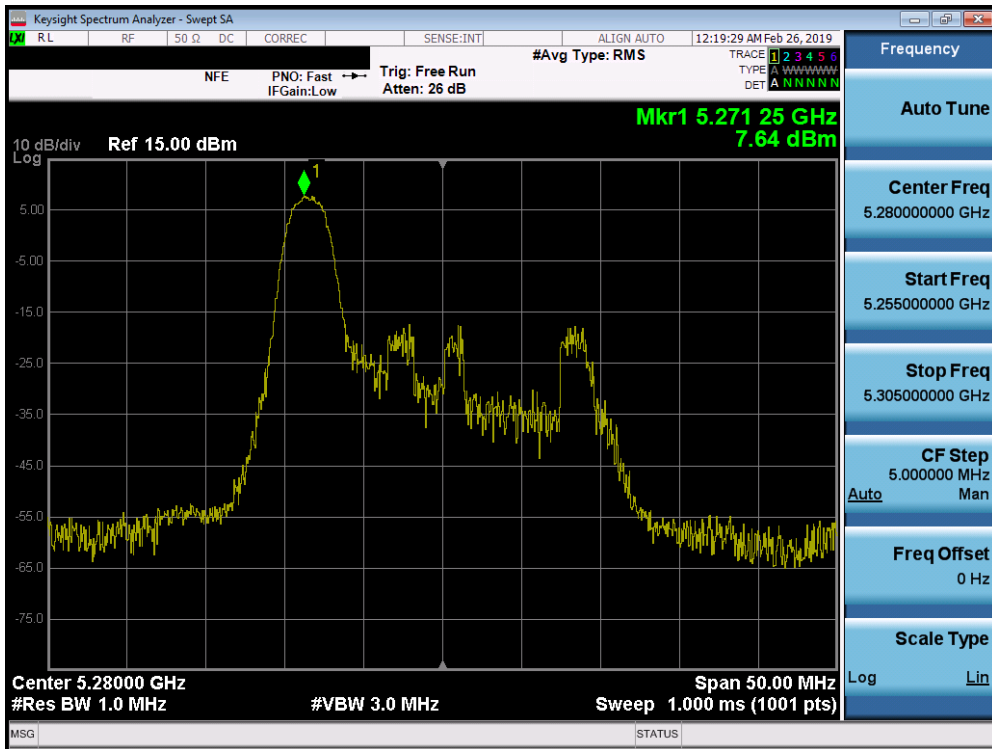 Keysight Spectrum Analyzer - Swept SA
LXI RL RF 50 Ω DC CORREC SENSE:INT ALIGN AUTO 12:19:29 AM Feb 26, 2019
#Avg Type: RMS TRACE 1 2 3 4 5 6
NFE PNO: Fast Trig: Free Run TYPE A WWWWW
IFGain:Low Atten: 26 dB DET A N N N N N
Mkr1 5.271 25 GHz
7.64 dBm
10 dB/div Ref 15.00 dBm
Log
1
5.00
-5.00
-15.0
-25.0
-35.0
-45.0
-55.0
-65.0
-75.0
Center 5.28000 GHz Span 50.00 MHz
#Res BW 1.0 MHz #VBW 3.0 MHz Sweep 1.000 ms (1001 pts)
MSG STATUS
Frequency
Auto Tune
Center Freq
5.280000000 GHz
Start Freq
5.255000000 GHz
Stop Freq
5.305000000 GHz
CF Step
5.000000 MHz
Auto Man
Freq Offset
0 Hz
Scale Type
Log Lin